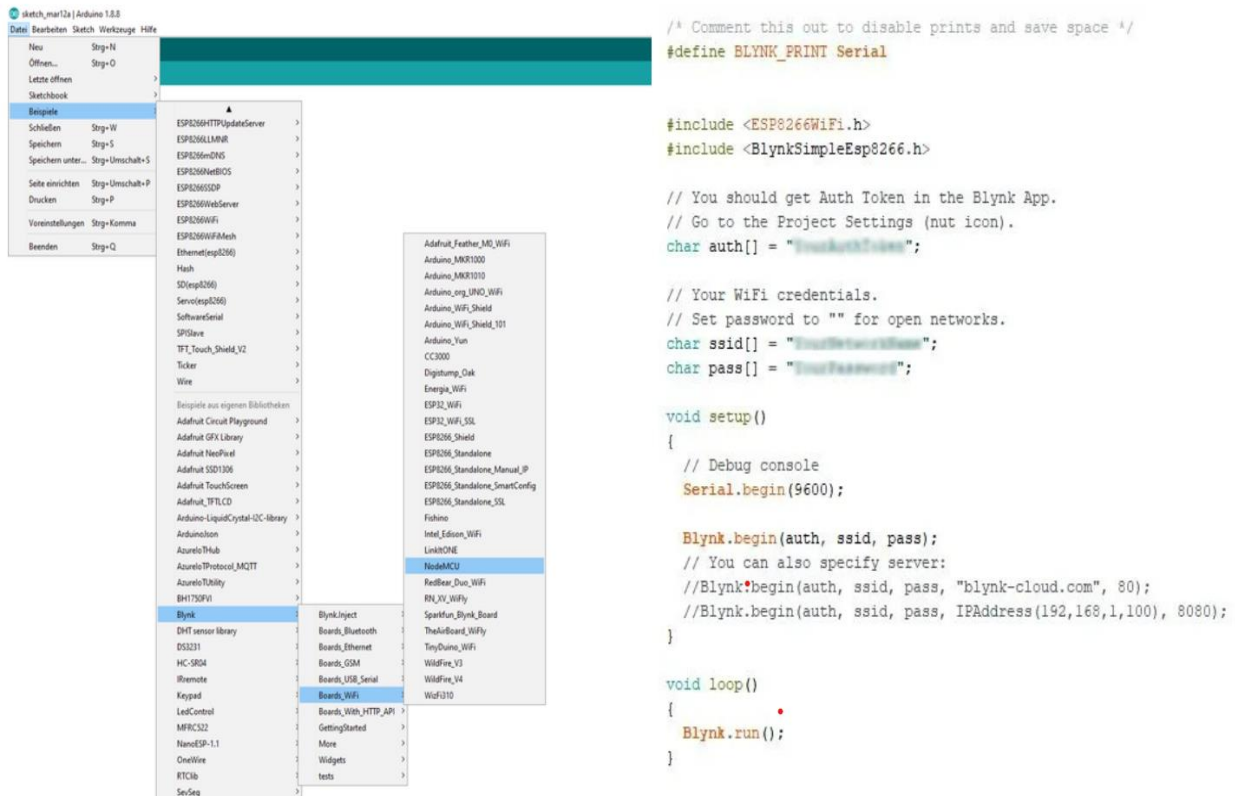 sketch_mar12a | Arduino 1.8.8
Datei Bearbeiten Sketch Werkzeuge Hilfe
Neu Strg+N
Öffnen... Strg+O
Letzte öffnen
Sketchbook
Beispiele
Schließen Strg+W
Speichern Strg+S
Speichern unter... Strg+Umschalt+S
Seite einrichten Strg+Umschalt+P
Drucken Strg+P
Voreinstellungen Strg+Komma
Beenden Strg+Q
ESP8266HTTPUpdateServer
ESP8266LLMNR
ESP8266mDNS
ESP8266NetBIOS
ESP8266SSDP
ESP8266WebServer
ESP8266WiFi
ESP8266WiFiMesh
Ethernet(esp8266)
Hash
SD(esp8266)
Servo(esp8266)
SoftwareSerial
SPISlave
TFT_Touch_Shield_V2
Ticker
Wire
Beispiele aus eigenen Bibliotheken
Adafruit Circuit Playground
Adafruit GFX Library
Adafruit NeoPixel
Adafruit SSD1306
Adafruit TouchScreen
Adafruit_TFTLCD
Arduino-LiquidCrystal-I2C-library
ArduinoJson
AzureIoTHub
AzureIoTProtocol_MQTT
AzureIoTUtility
BH1750FVI
Blynk
DHT sensor library
DS3231
HC-SR04
IRremote
Keypad
LedControl
MFRC522
NanoESP-1.1
OneWire
RTClib
SevSeg
Blynk.Inject
Boards_Bluetooth
Boards_Ethernet
Boards_GSM
Boards_USB_Serial
Boards_WiFi
Boards_With_HTTP_API
GettingStarted
More
Widgets
tests
Adafruit_Feather_M0_WiFi
Arduino_MKR1000
Arduino_MKR1010
Arduino_org_UNO_WiFi
Arduino_WiFi_Shield
Arduino_WiFi_Shield_101
Arduino_Yun
CC3000
Digistump_Oak
Energia_WiFi
ESP32_WiFi
ESP32_WiFi_SSL
ESP8266_Shield
ESP8266_Standalone
ESP8266_Standalone_Manual_IP
ESP8266_Standalone_SmartConfig
ESP8266_Standalone_SSL
Fishino
Intel_Edison_WiFi
LinkItONE
NodeMCU
RedBear_Duo_WiFi
RN_XV_WiFly
Sparkfun_Blynk_Board
TheAirBoard_WiFly
TinyDuino_WiFi
WildFire_V3
WildFire_V4
WizFi310
/* Comment this out to disable prints and save space */
#define BLYNK_PRINT Serial
#include <ESP8266WiFi.h>
#include <BlynkSimpleEsp8266.h>
// You should get Auth Token in the Blynk App.
// Go to the Project Settings (nut icon).
char auth[] = "";
// Your WiFi credentials.
// Set password to "" for open networks.
char ssid[] = "";
char pass[] = "";
void setup()
{
// Debug console
Serial.begin(9600);
Blynk.begin(auth, ssid, pass);
// You can also specify server:
//Blynk.begin(auth, ssid, pass, "blynk-cloud.com", 80);
//Blynk.begin(auth, ssid, pass, IPAddress(192,168,1,100), 8080);
}
void loop()
{
Blynk.run();
}